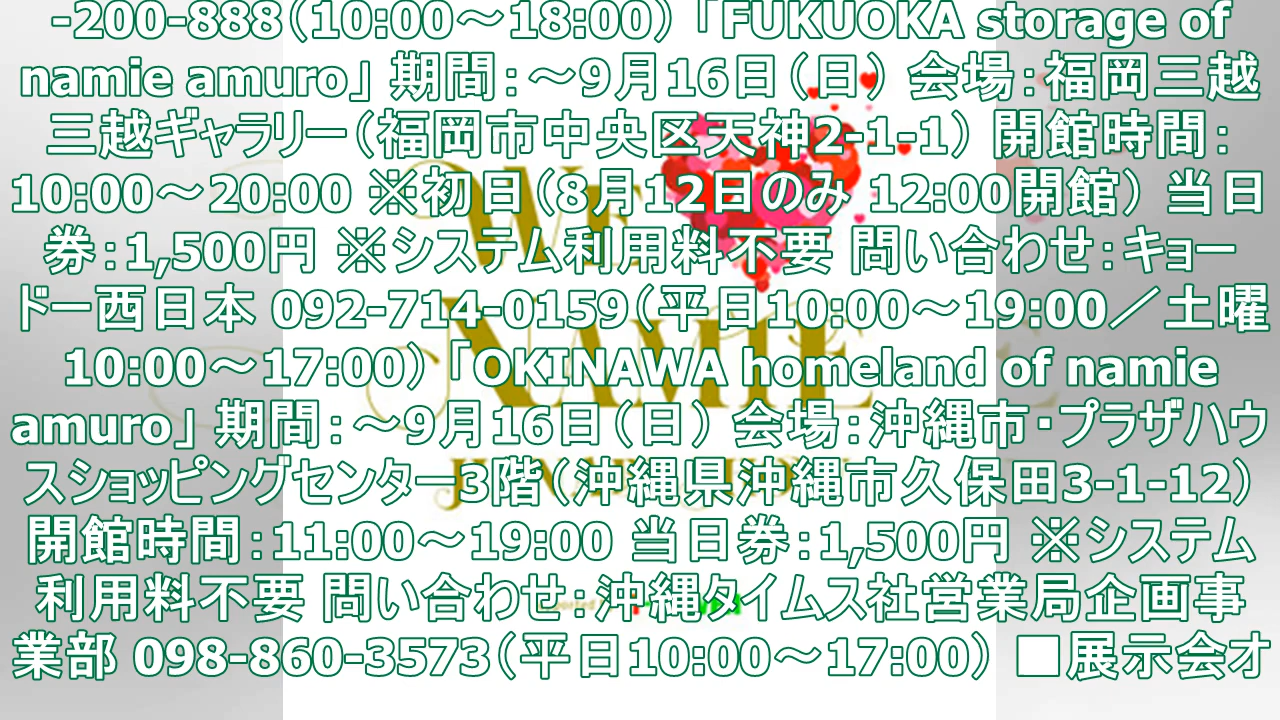 -200-888（10:00～18:00） 「FUKUOKA storage of
namie amuro」 期間：～9月16日（日） 会場：福岡三越
三越ギャラリー（福岡市中央区天神2-1-1） 開館時間：
10:00～20:00 ※初日（8月12日のみ 12:00開館） 当日
券：1,500円 ※システム利用料不要 問い合わせ：キョー
ドー西日本 092-714-0159（平日10:00～19:00／土曜
10:00～17:00） 「OKINAWA homeland of namie
amuro」 期間：～9月16日（日） 会場：沖縄市・プラザハウ
スショッピングセンター3階（沖縄県沖縄市久保田3-1-12）
開館時間：11:00～19:00 当日券：1,500円 ※システム
利用料不要 問い合わせ：沖縄タイムス社営業局企画事
業部 098-860-3573（平日10:00～17:00） ■展示会オ
WE
NAMIE